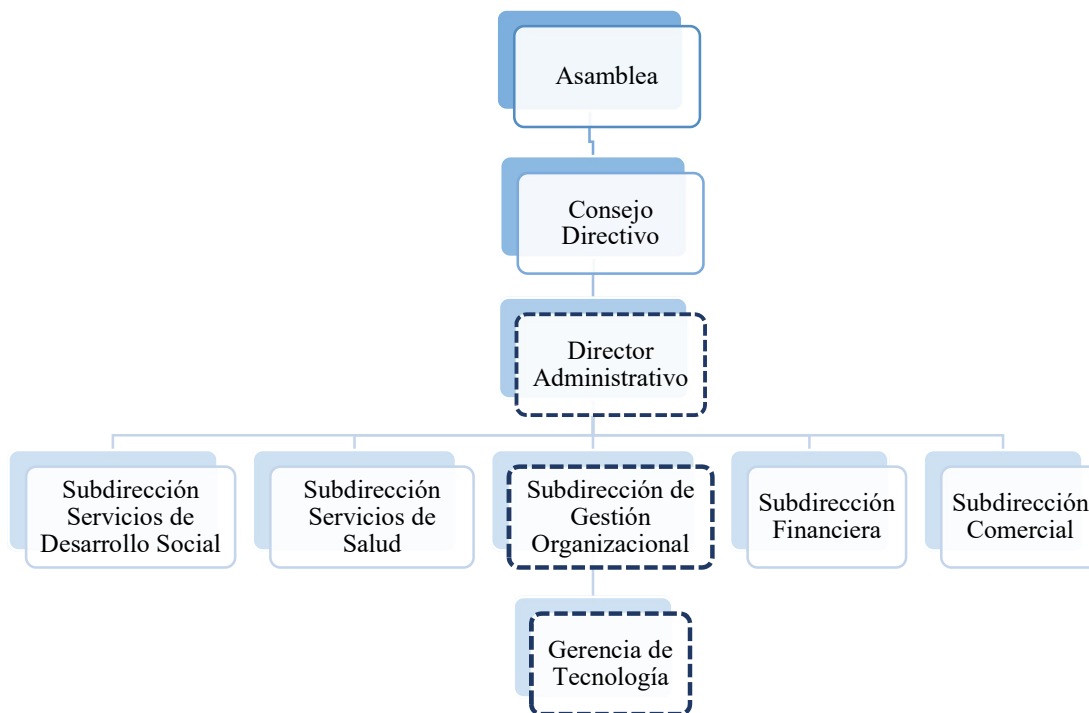 Asamblea
Consejo
Directivo
Director
Administrativo
Subdirección
Servicios de
Desarrollo Social
Subdirección
Servicios de
Salud
Subdirección de
Gestión
Organizacional
Subdirección
Financiera
Subdirección
Comercial
Gerencia de
Tecnología